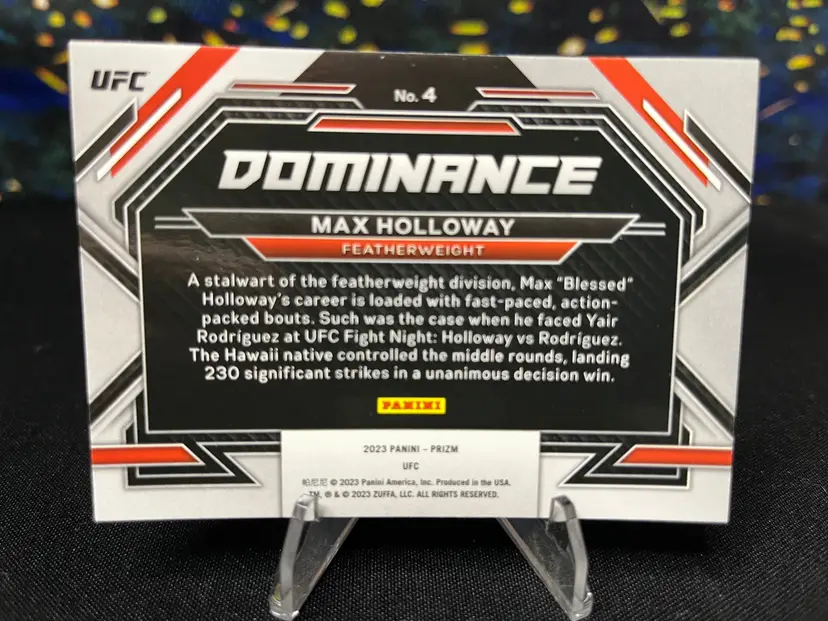 UFC
No. 4
DOMINANCE
MAX HOLLOWAY
FEATHERWEIGHT
A stalwart of the featherweight division, Max "Blessed"
Holloway's career is loaded with fast-paced, action-
packed bouts. Such was the case when he faced Yair
Rodríguez at UFC Fight Night: Holloway vs Rodríguez.
The Hawaii native controlled the middle rounds, landing
230 significant strikes in a unanimous decision win.
PANINI
2023 PANINI – PRIZM
UFC
帕尼尼 © 2023 Panini America, Inc. Produced in the USA.
TM, ® & © 2023 ZUFFA, LLC. ALL RIGHTS RESERVED.